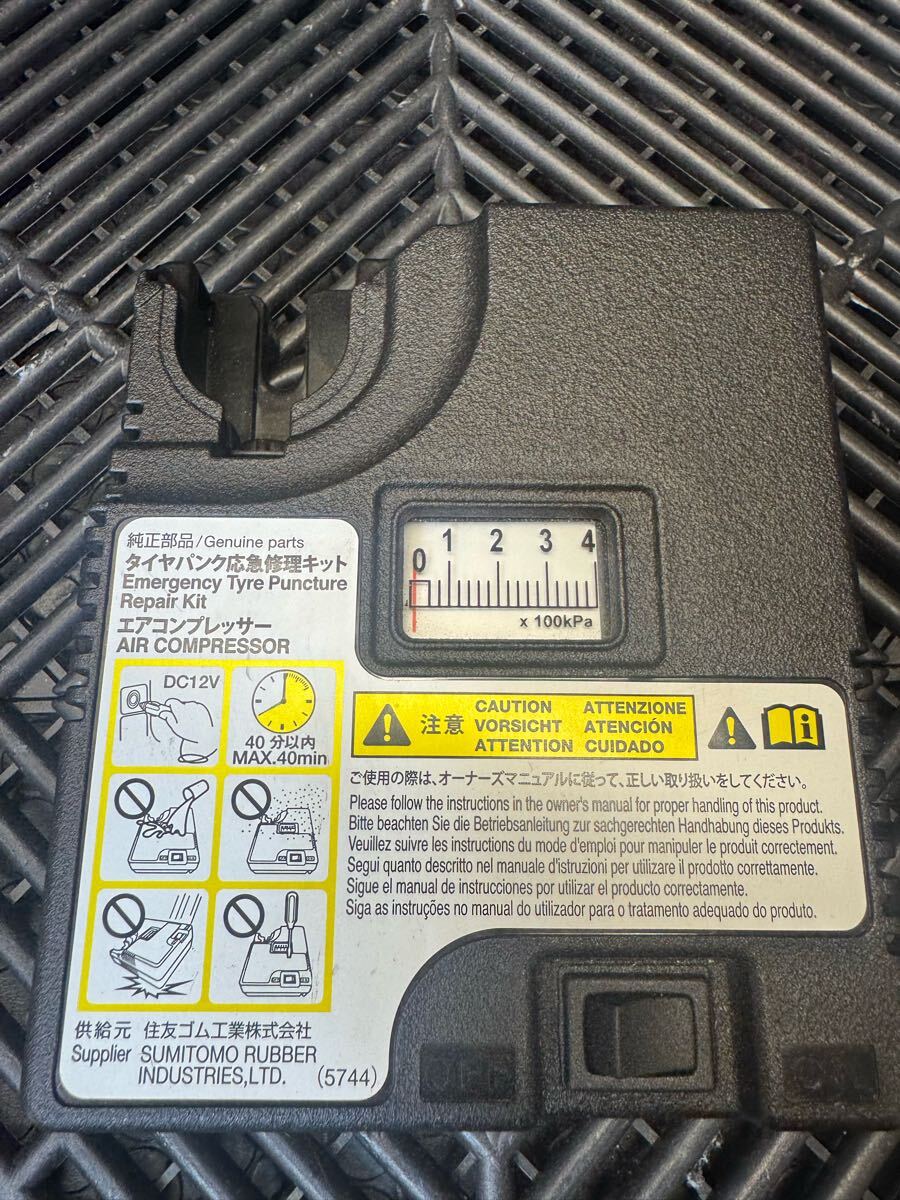 0 1 2 3 4
x 100kPa
純正部品/Genuine parts
タイヤパンク応急修理キット
Emergency Tyre Puncture
Repair Kit
エアコンプレッサー
AIR COMPRESSOR
DC12V
40分以内
MAX.40min
注意
CAUTION ATTENZIONE
VORSICHT ATENCIÓN
ATTENTION CUIDADO
ご使用の際は、オーナーズマニュアルに従って、正しい取り扱いをしてください。
Please follow the instructions in the owner's manual for proper handling of this product.
Bitte beachten Sie die Betriebsanleitung zur sachgerechten Handhabung dieses Produkts.
Veuillez suivre les instructions du mode d'emploi pour manipuler le produit correctement.
Segui quanto descritto nel manuale d'istruzioni per utilizare il prodotto correttamente.
Sigue el manual de instrucciones por utilizar el producto correctamente.
Siga as instruções no manual do utilizador para o tratamento adequado do produto.
供給元 住友ゴム工業株式会社
Supplier SUMITOMO RUBBER
INDUSTRIES,LTD. (5744)
OFF ON